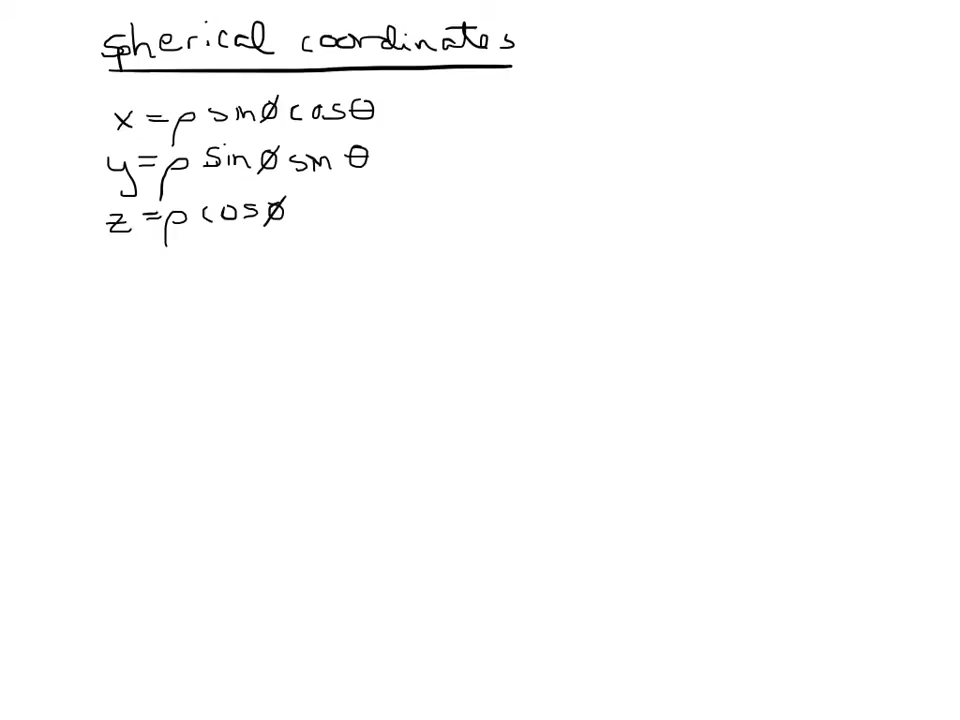 spherical coordinates
x = ρ sin φ cos θ
y = ρ sin φ sin θ
z = ρ cos φ